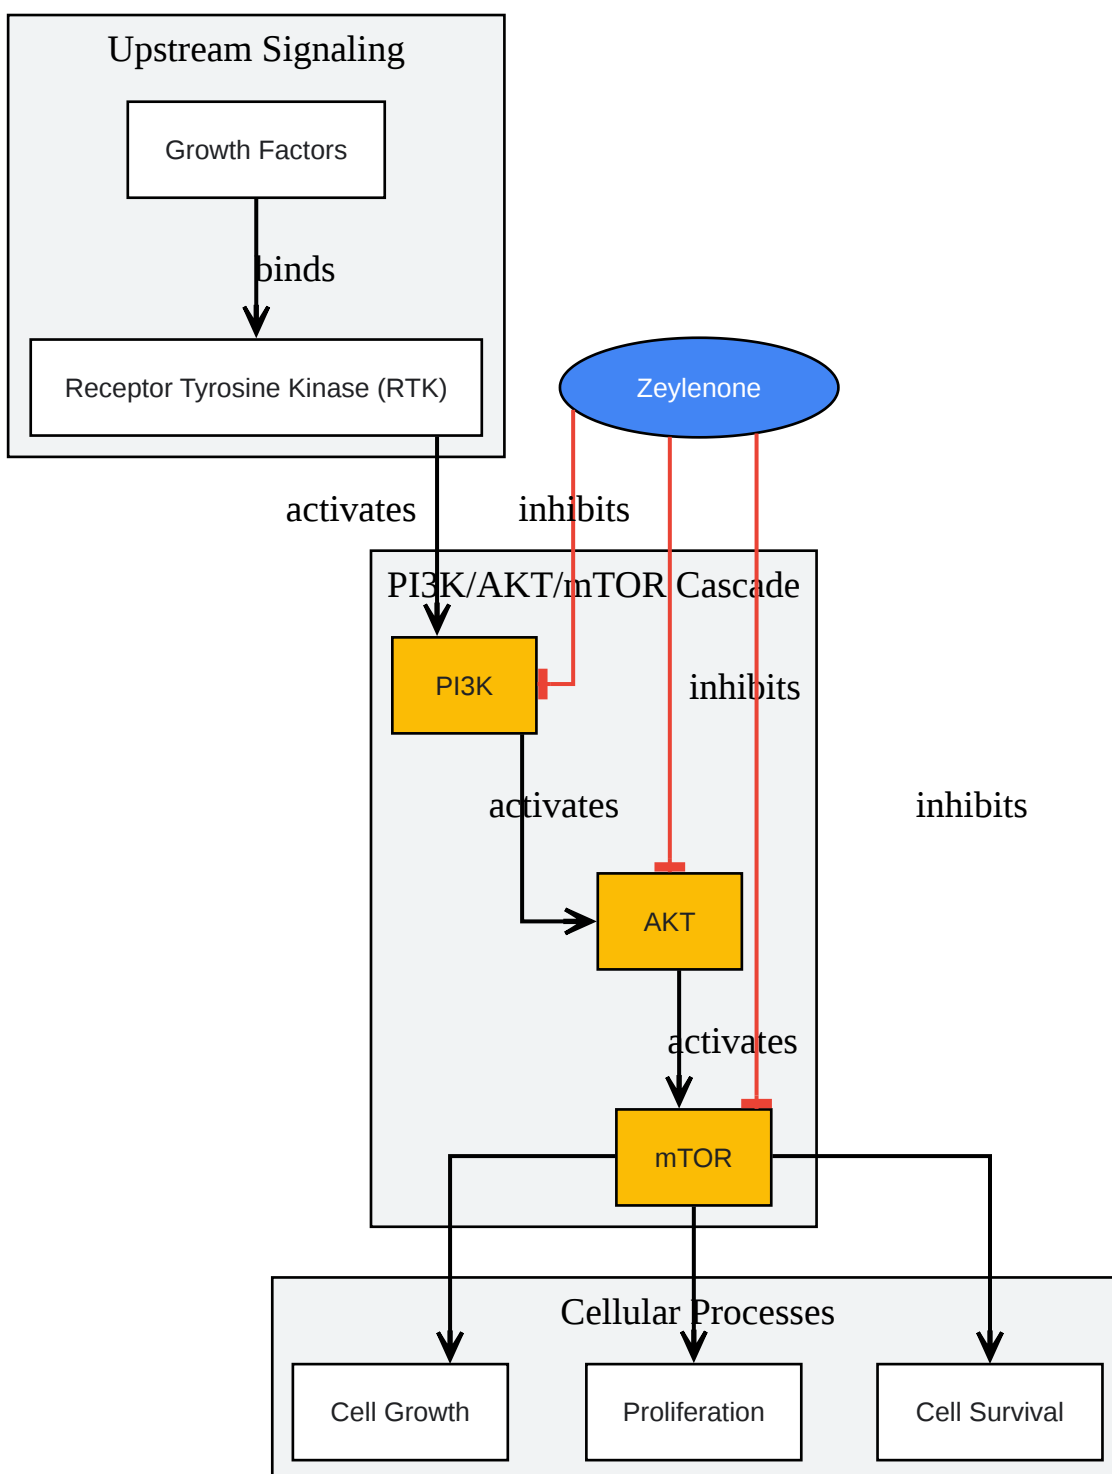 Upstream Signaling
Growth Factors
binds
Receptor Tyrosine Kinase (RTK)
Zeylenone
activates
inhibits
PI3K/AKT/mTOR Cascade
PI3K
inhibits
activates
inhibits
AKT
activates
mTOR
Cellular Processes
Cell Growth
Proliferation
Cell Survival